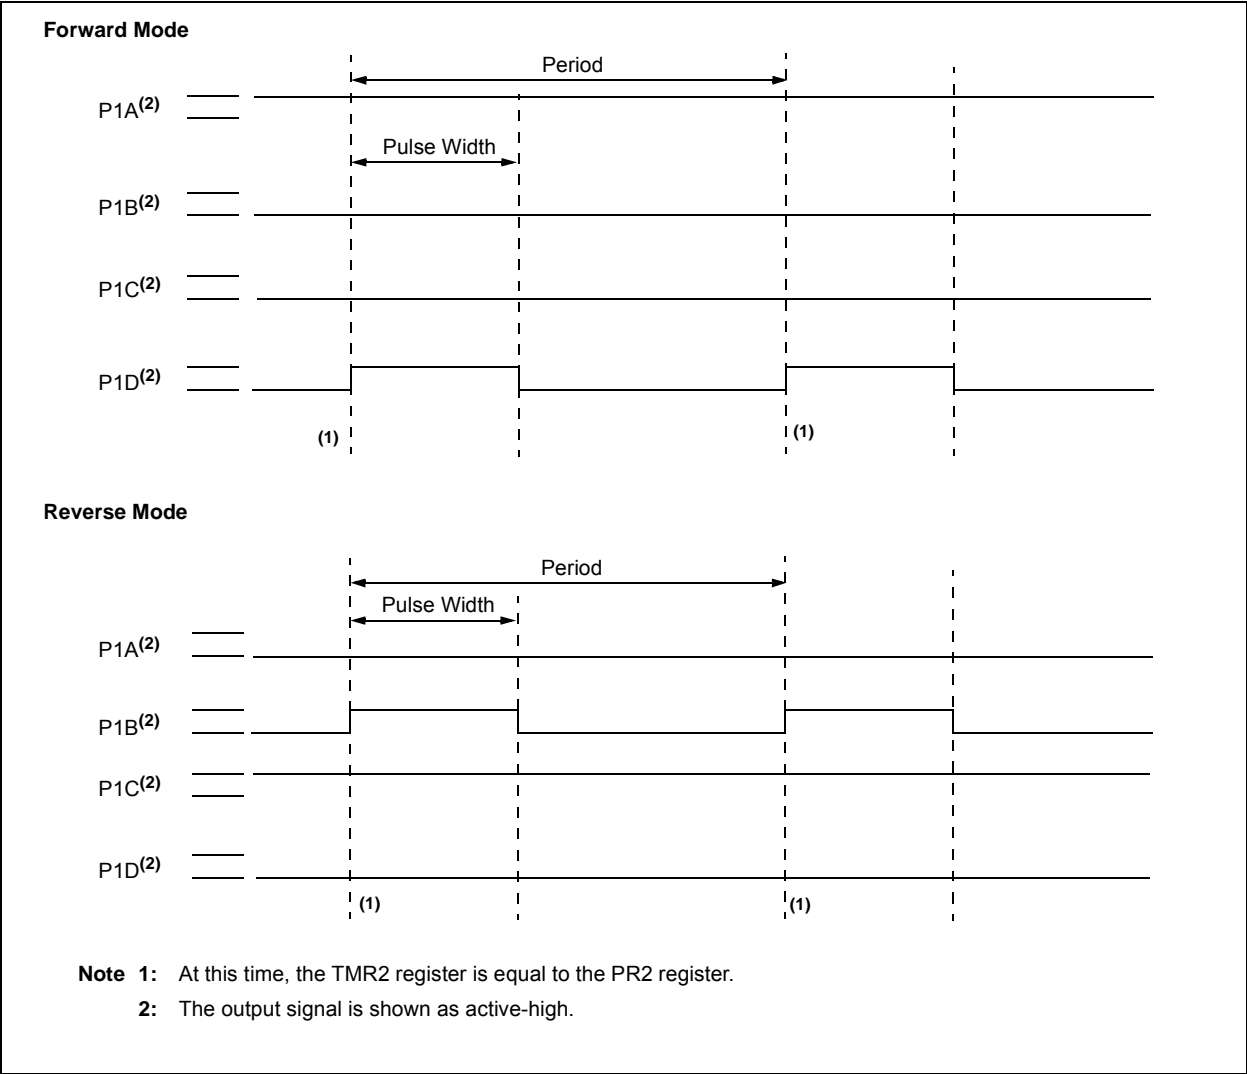 Forward Mode
Period
P1A(2)
Pulse Width
P1B(2)
P1C(2)
P1D(2)
(1) (1)
Reverse Mode
Period
Pulse Width
P1A(2)
P1B(2)
P1C(2)
P1D(2)
(1) (1)
Note 1: At this time, the TMR2 register is equal to the PR2 register.
2: The output signal is shown as active-high.